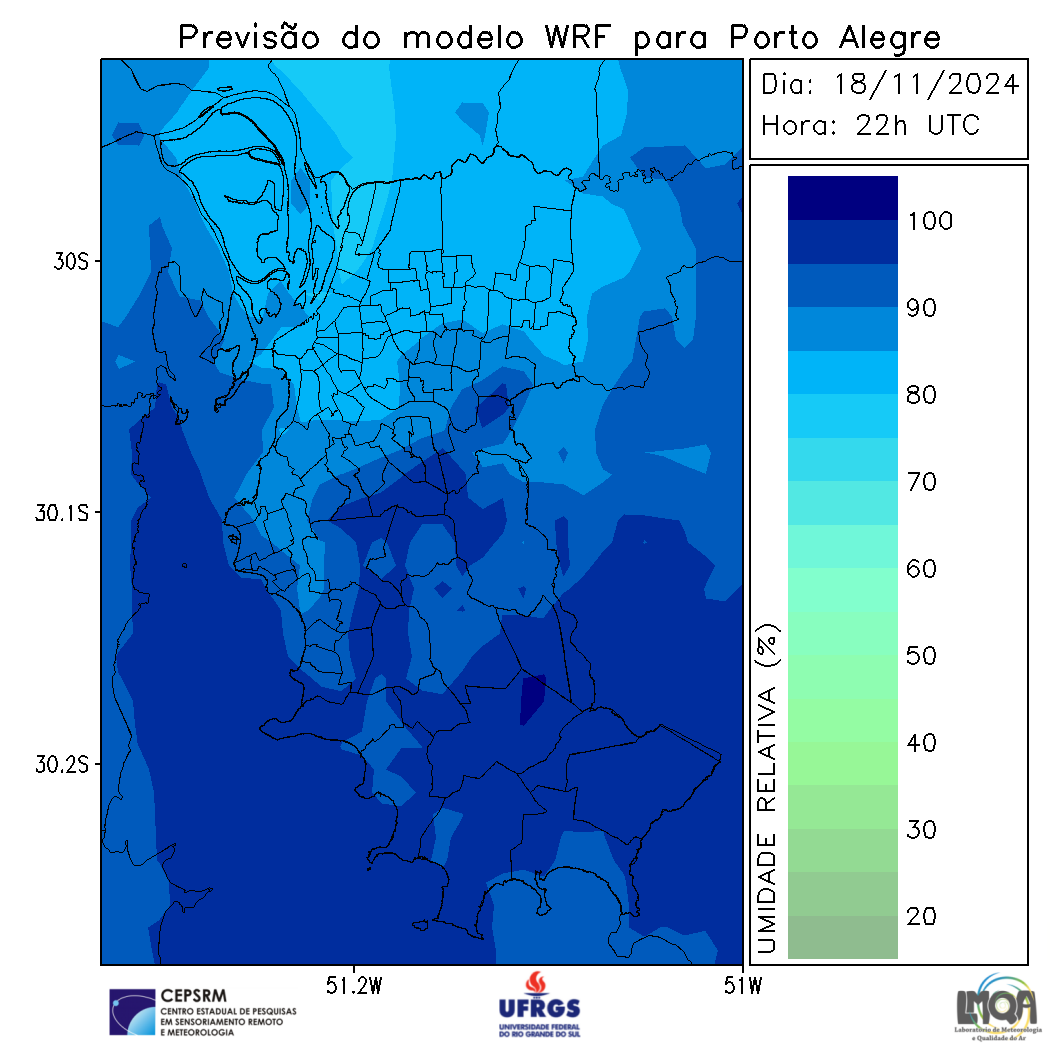 Previsão do modelo WRF para Porto Alegre
Dia: 18/11/2024
Hora: 22h UTC
30S
30.1S
30.2S
51.2W
51W
UMIDADE RELATIVA (%)
100
90
80
70
60
50
40
30
20
CEPSRM
CENTRO ESTADUAL DE PESQUISAS
EM SENSORIAMENTO REMOTO
E METEOROLOGIA
UFRGS
UNIVERSIDADE FEDERAL
DO RIO GRANDE DO SUL
LMQA
Laboratório de Meteorologia
e Qualidade do Ar